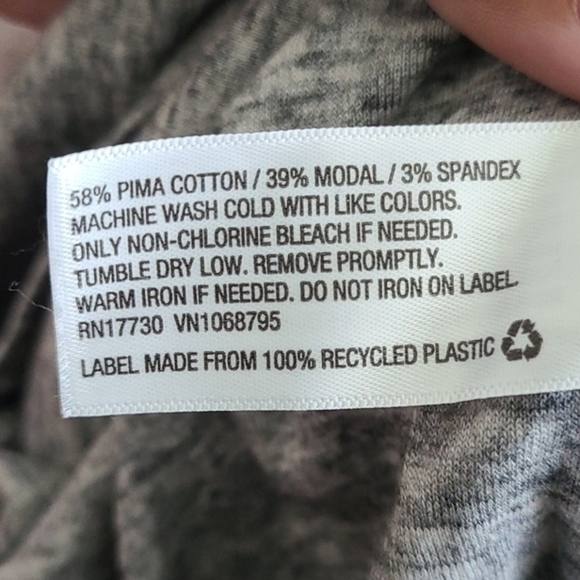 58% PIMA COTTON / 39% MODAL / 3% SPANDEX
MACHINE WASH COLD WITH LIKE COLORS.
ONLY NON-CHLORINE BLEACH IF NEEDED.
TUMBLE DRY LOW. REMOVE PROMPTLY.
WARM IRON IF NEEDED. DO NOT IRON ON LABEL.
RN17730 VN1068795
LABEL MADE FROM 100% RECYCLED PLASTIC